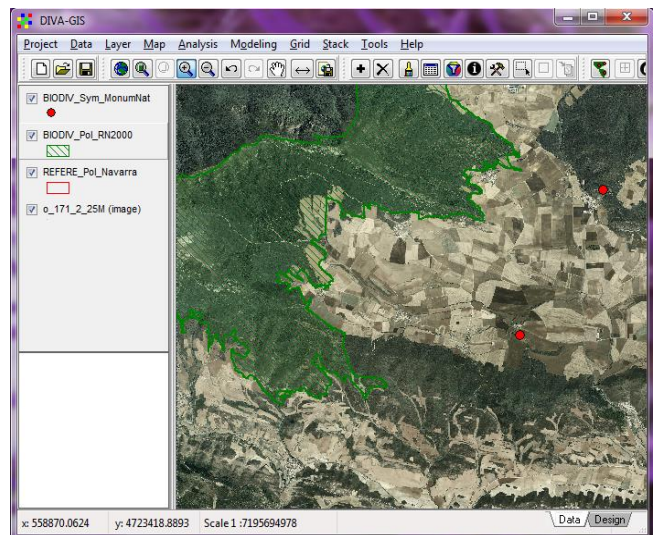 DIVA-GIS
Project Data Layer Map Analysis Modeling Grid Stack Tools Help
BIODIV_Sym_MonumNat
BIODIV_Pol_RN2000
REFERE_Pol_Navarra
o_171_2_25M (image)
x: 558870.0624 y: 4723418.8893 Scale 1 :7195694978 Data Design